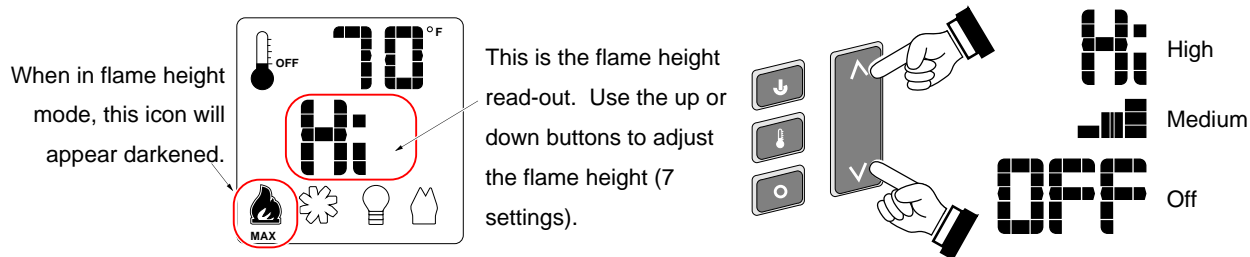 When in flame height
mode, this icon will
appear darkened.
70 °F
OFF
Hi
MAX
This is the flame height
read-out. Use the up or
down buttons to adjust
the flame height (7
settings).
Hi High
Medium
OFF Off